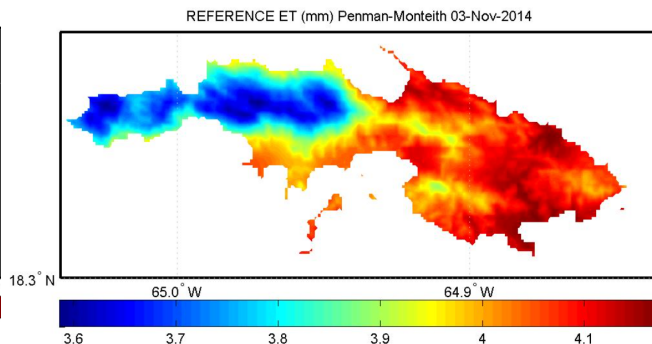 REFERENCE ET (mm) Penman-Monteith 03-Nov-2014
18.3° N
65.0° W 64.9° W
3.6 3.7 3.8 3.9 4 4.1